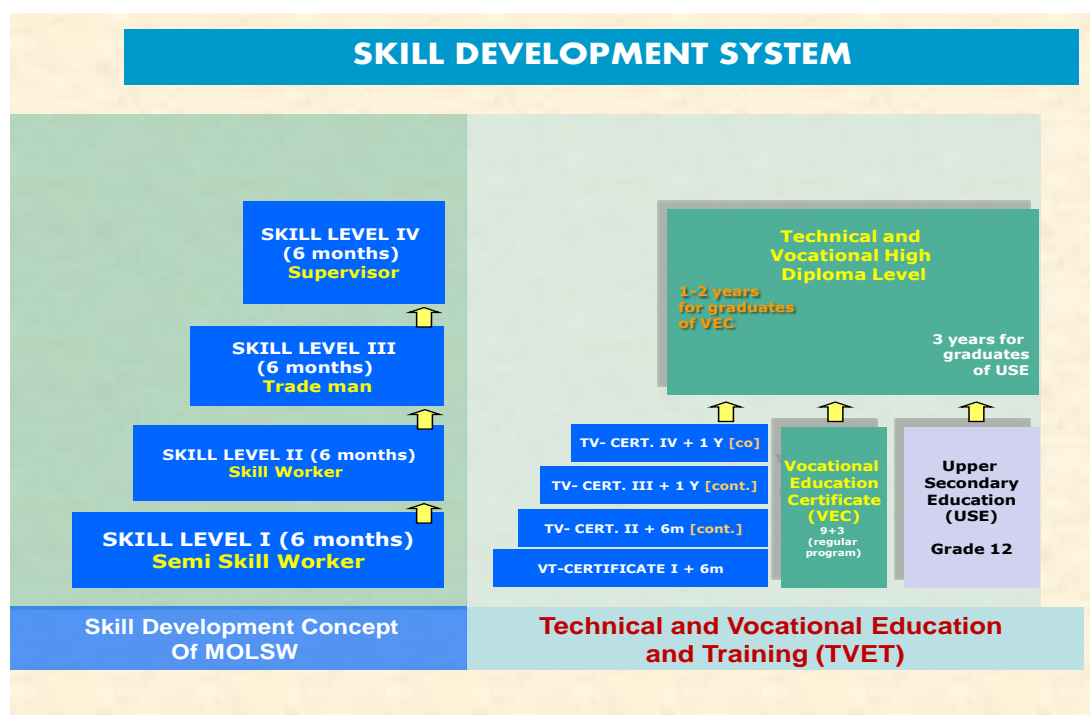 SKILL DEVELOPMENT SYSTEM
SKILL LEVEL IV
(6 months)
Supervisor
SKILL LEVEL III
(6 months)
Trade man
SKILL LEVEL II (6 months)
Skill Worker
SKILL LEVEL I (6 months)
Semi Skill Worker
Skill Development Concept
Of MOLSW
Technical and
Vocational High
Diploma Level
1-2 years
for graduates
of VEC
3 years for
graduates
of USE
TV- CERT. IV + 1 Y [co]
TV- CERT. III + 1 Y [cont.]
TV- CERT. II + 6m [cont.]
VT-CERTIFICATE I + 6m
Vocational
Education
Certificate
(VEC)
9+3
(regular
program)
Upper
Secondary
Education
(USE)
Grade 12
Technical and Vocational Education
and Training (TVET)